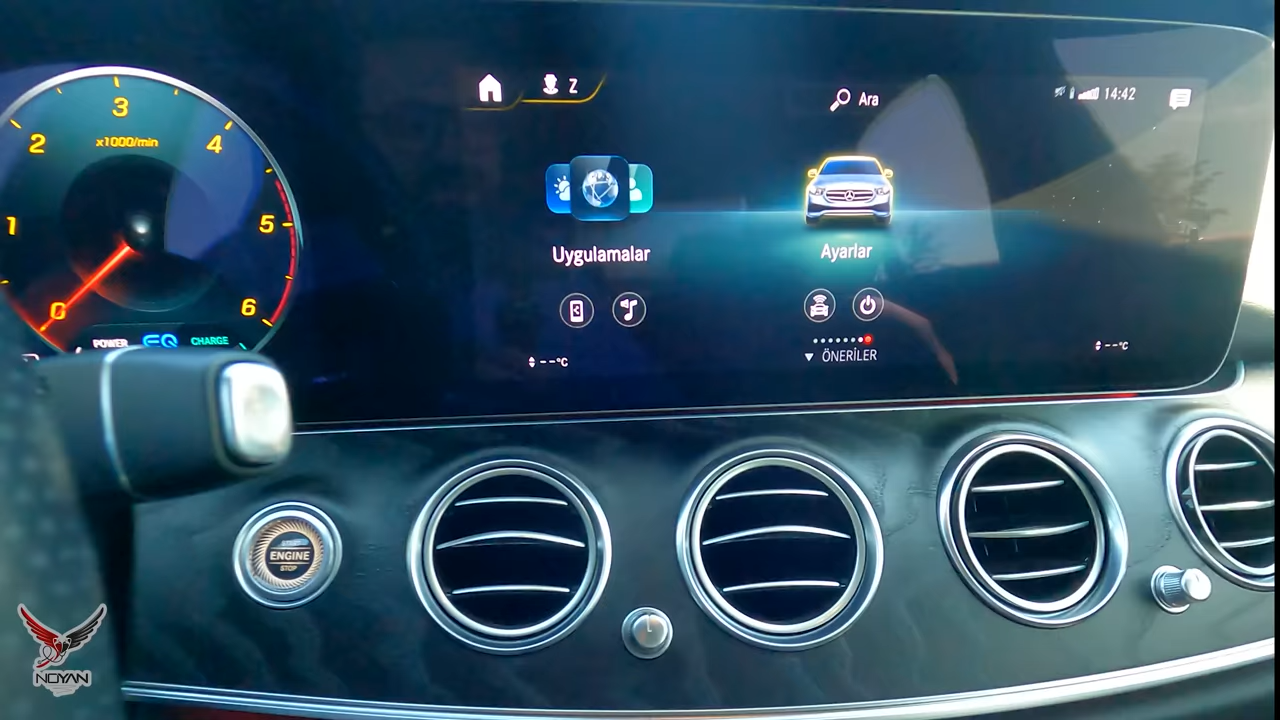 3
2
x1000/min
4
1
5
0
6
POWER EQ CHARGE
Z
Ara
14:42
Uygulamalar
Ayarlar
ÖNERİLER
--°C
--°C
START
ENGINE
STOP
NOYAN